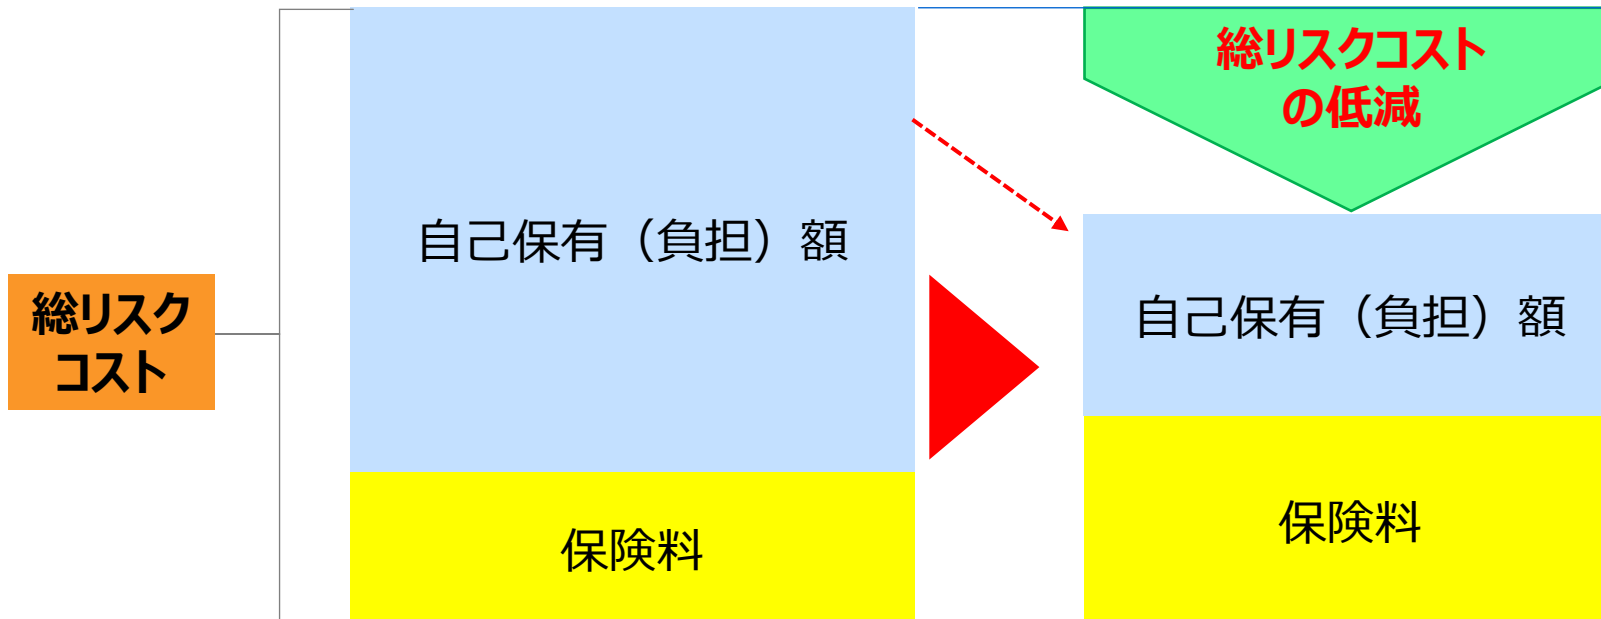 総リスク
コスト
自己保有（負担）額
保険料
総リスクコスト
の低減
自己保有（負担）額
保険料